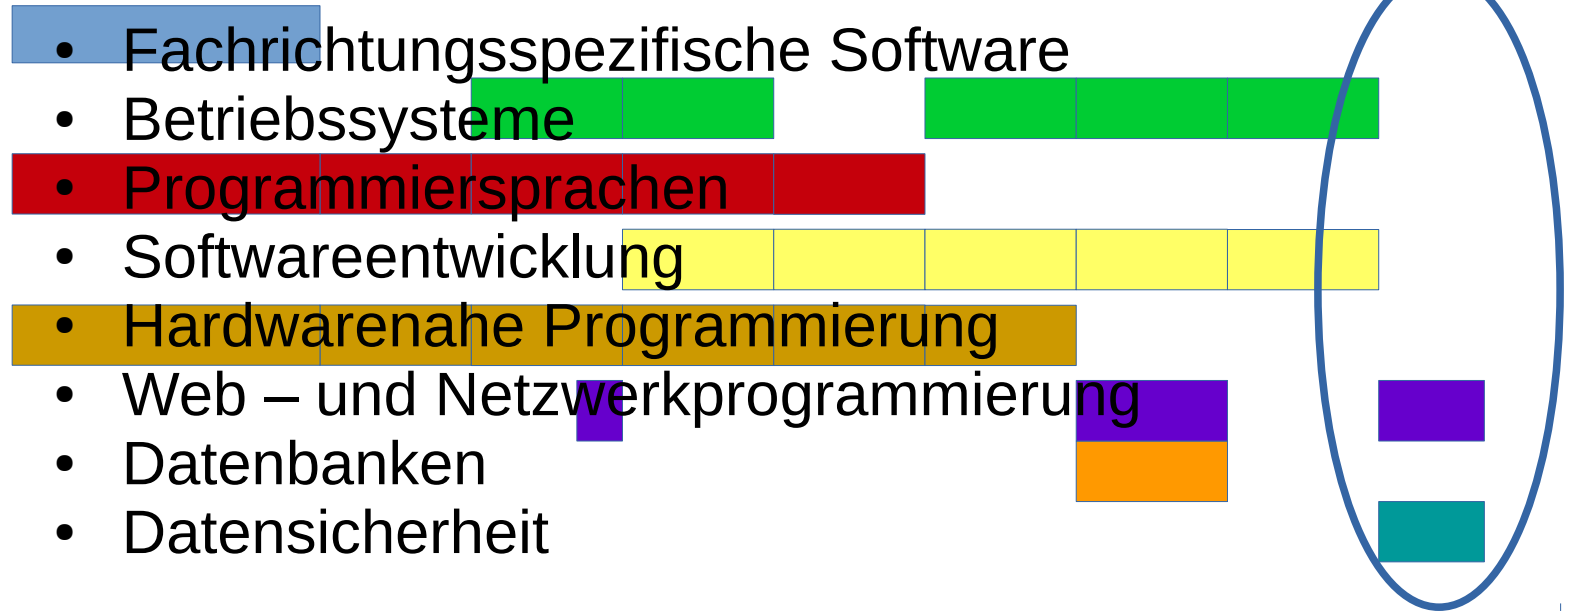 • Fachrichtungsspezifische Software
• Betriebssysteme
• Programmiersprachen
• Softwareentwicklung
• Hardwarenahe Programmierung
• Web – und Netzwerkprogrammierung
• Datenbanken
• Datensicherheit